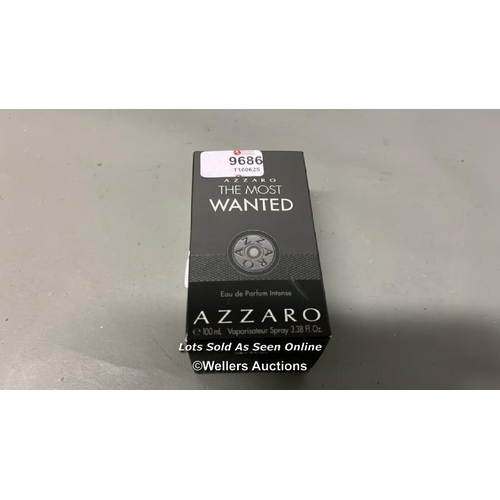 9686
T160625
AZZARO
THE MOST
WANTED
AZZARO
Eau de Parfum Intense
AZZARO
℮ 100 mL Vaporisateur Spray 3.38 Fl. Oz.
Lots Sold As Seen Online
©Wellers Auctions